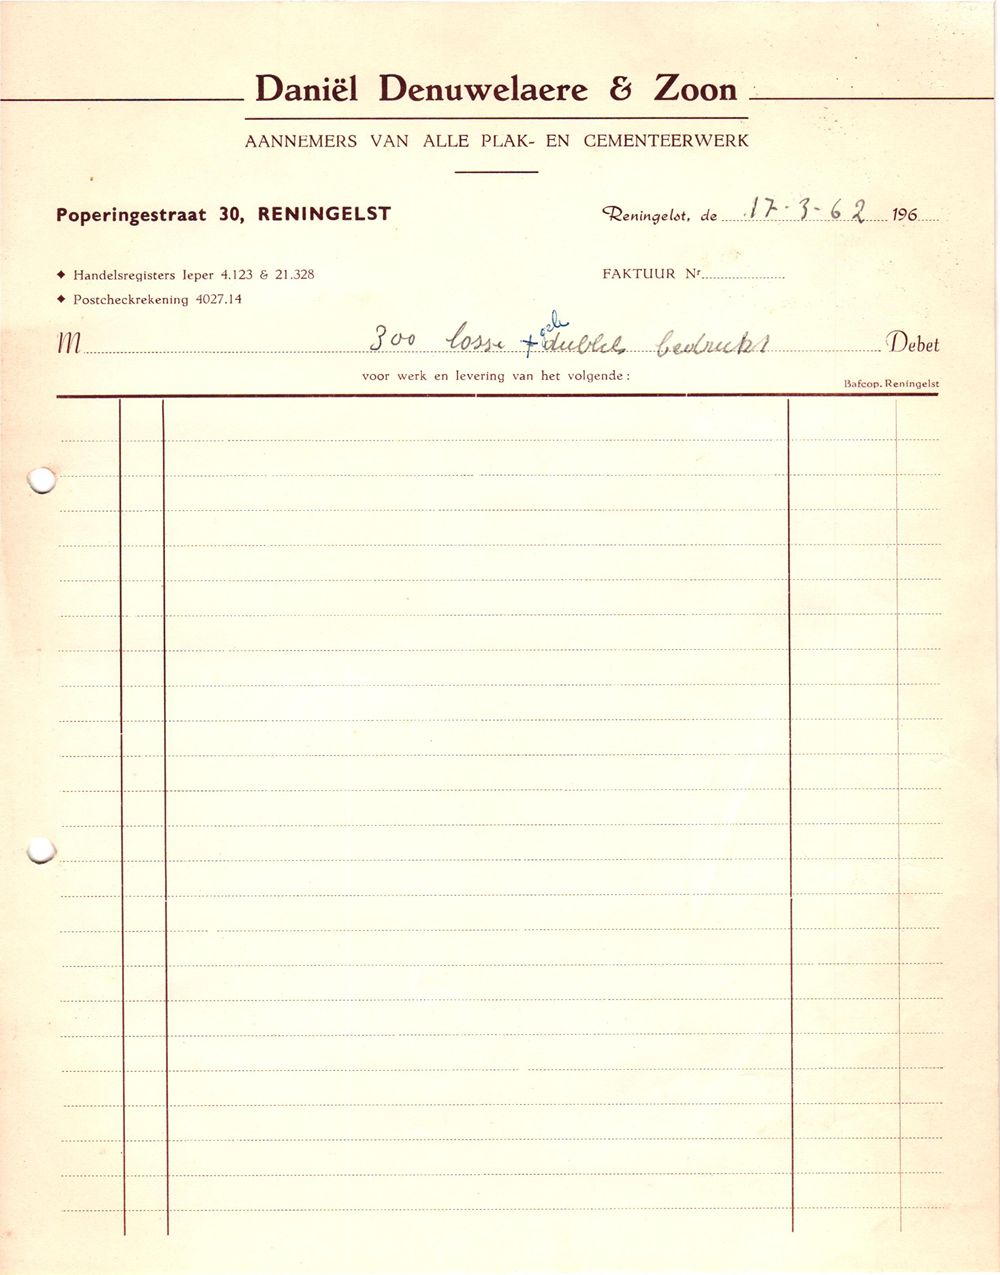 Daniël Denuwelaere & Zoon
AANNEMERS VAN ALLE PLAK- EN CEMENTEERWERK
Poperingestraat 30, RENINGELST
Reningelst, de 17-3-62 196
◆ Handelsregisters Ieper 4.123 & 21.328
FAKTUUR Nr.
◆ Postcheckrekening 4027.14
ook
M 300 losse + dubbels bedrukt Debet
voor werk en levering van het volgende :
Bafcop. Reningelst